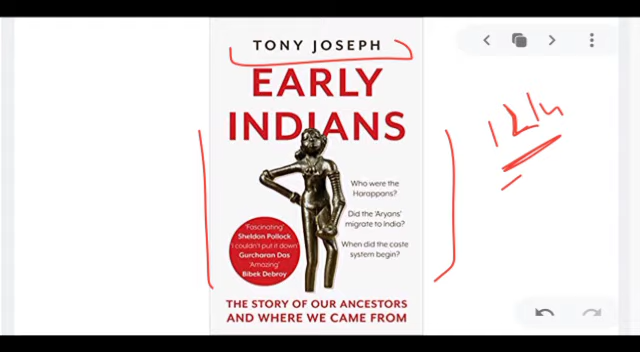 TONY JOSEPH
EARLY
INDIANS
Who were the
Harappans?
Did the 'Aryans'
migrate to India?
When did the caste
system begin?
'Fascinating'
Sheldon Pollock
'I couldn't put it down'
Gurcharan Das
'Amazing'
Bibek Debroy
THE STORY OF OUR ANCESTORS
AND WHERE WE CAME FROM